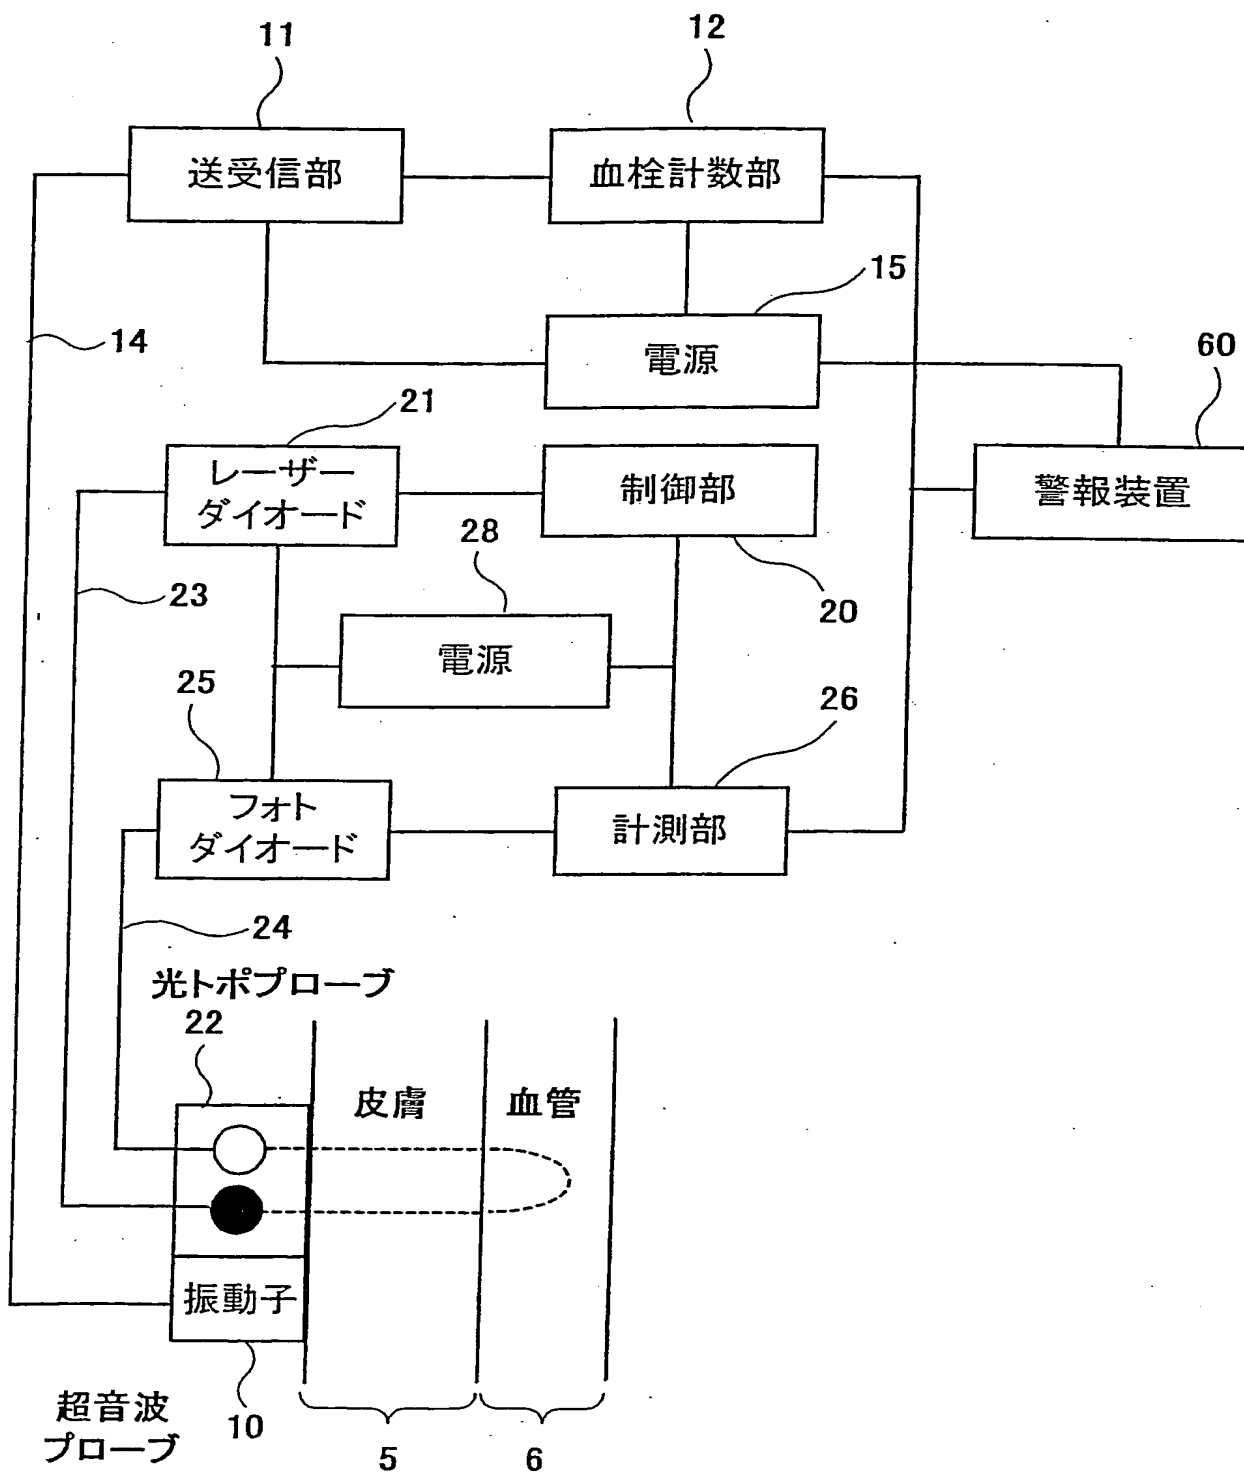 11
12
送受信部
血栓計数部
15
電源
14
60
21
レーザー
ダイオード
制御部
警報装置
28
23
20
電源
25
26
フォト
ダイオード
計測部
24
光トポプローブ
22
皮膚
血管
振動子
10
超音波
プローブ
5
6